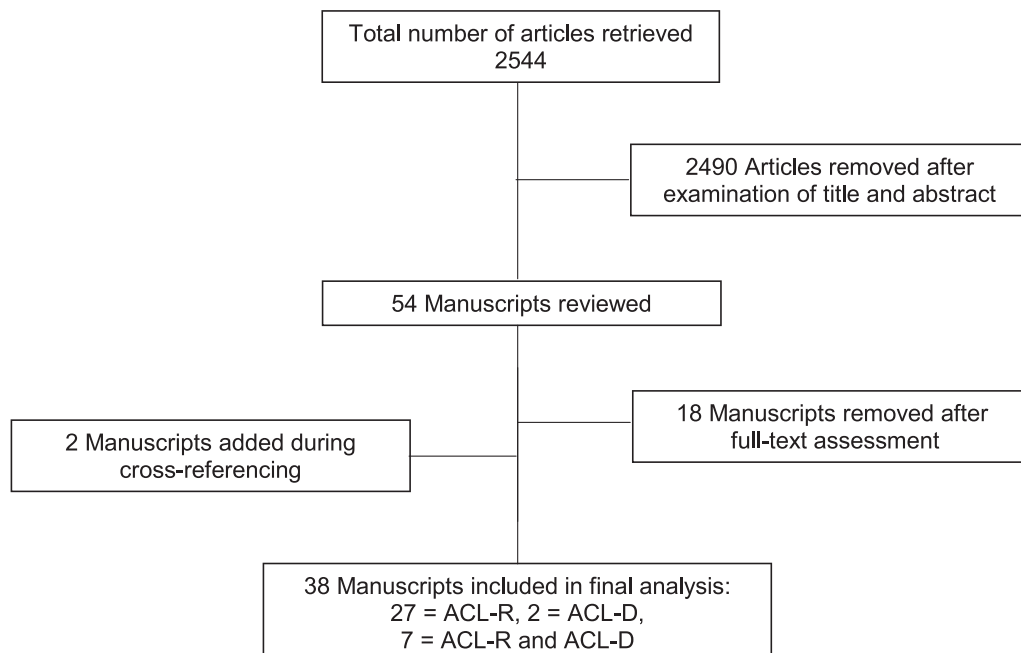 Total number of articles retrieved
2544
2490 Articles removed after
examination of title and abstract
54 Manuscripts reviewed
18 Manuscripts removed after
full-text assessment
2 Manuscripts added during
cross-referencing
38 Manuscripts included in final analysis:
27 = ACL-R, 2 = ACL-D,
7 = ACL-R and ACL-D